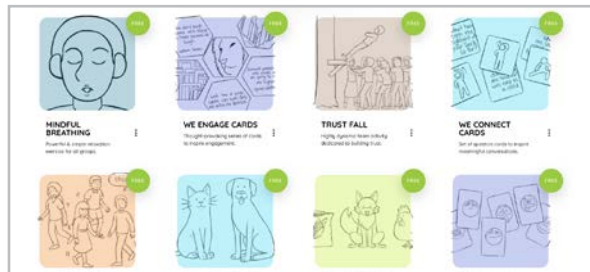 FREE
FREE
FREE
FREE
MINDFUL
BREATHING
Powerful & simple relaxation
exercise for all groups.
WE ENGAGE CARDS
Thought-provoking series of cards
to inspire engagement.
TRUST FALL
Highly dynamic team activity
dedicated to building trust.
WE CONNECT
CARDS
Set of question cards to inspire
meaningful conversations.
FREE
FREE
FREE
FREE